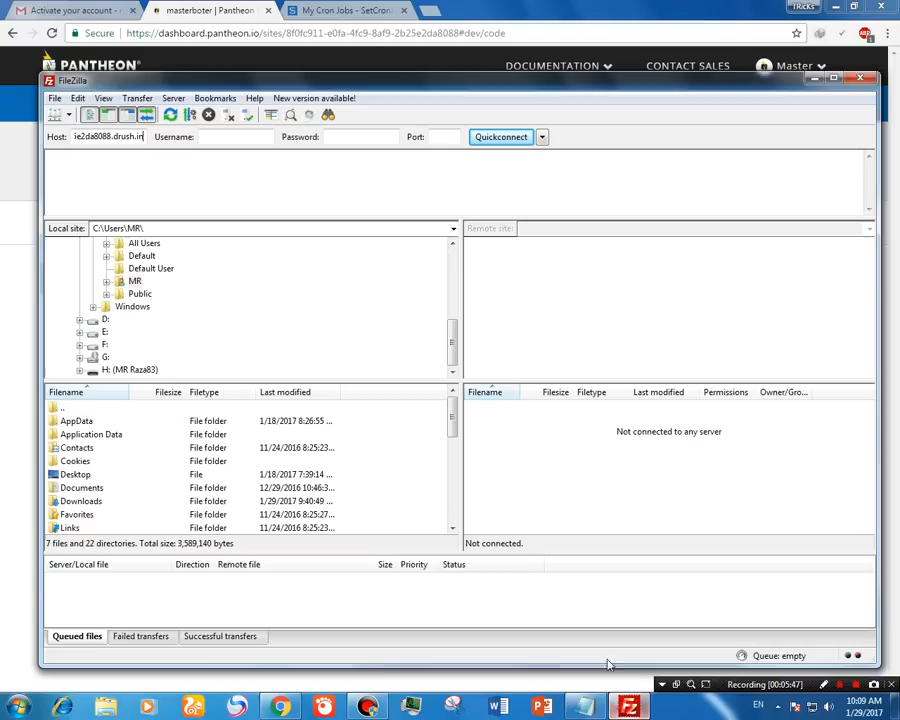 Activate your account -
masterboter | Pantheon
My Cron Jobs - SetCron
TRicKs
Secure
https://dashboard.pantheon.io/sites/8f0fc911-e0fa-4fc9-8af9-2b25e2da8088#dev/code
PANTHEON
DOCUMENTATION
CONTACT SALES
Master
FileZilla
File Edit View Transfer Server Bookmarks Help New version available!
Host: 5e2da8088.drush.in Username: Password: Port: Quickconnect
Local site: C:\Users\MR\
Remote site:
All Users
Default
Default User
MR
Public
Windows
D:
E:
F:
G:
H: (MR Raza83)
Filename Filesize Filetype Last modified
Filename Filesize Filetype Last modified Permissions Owner/Gro...
..
AppData File folder 1/18/2017 8:26:55 ...
Application Data File folder
Contacts File folder 11/24/2016 8:25:23...
Cookies File folder
Desktop File 1/18/2017 7:39:14 ...
Documents File folder 12/29/2016 10:46:3...
Downloads File folder 1/29/2017 9:40:49 ...
Favorites File folder 11/24/2016 8:25:27...
Links File folder 11/24/2016 8:25:23...
Not connected to any server
7 files and 22 directories. Total size: 3,589,140 bytes
Not connected.
Server/Local file Direction Remote file Size Priority Status
Queued files Failed transfers Successful transfers
Queue: empty
Recording [00:05:47]
EN
10:09 AM
1/29/2017